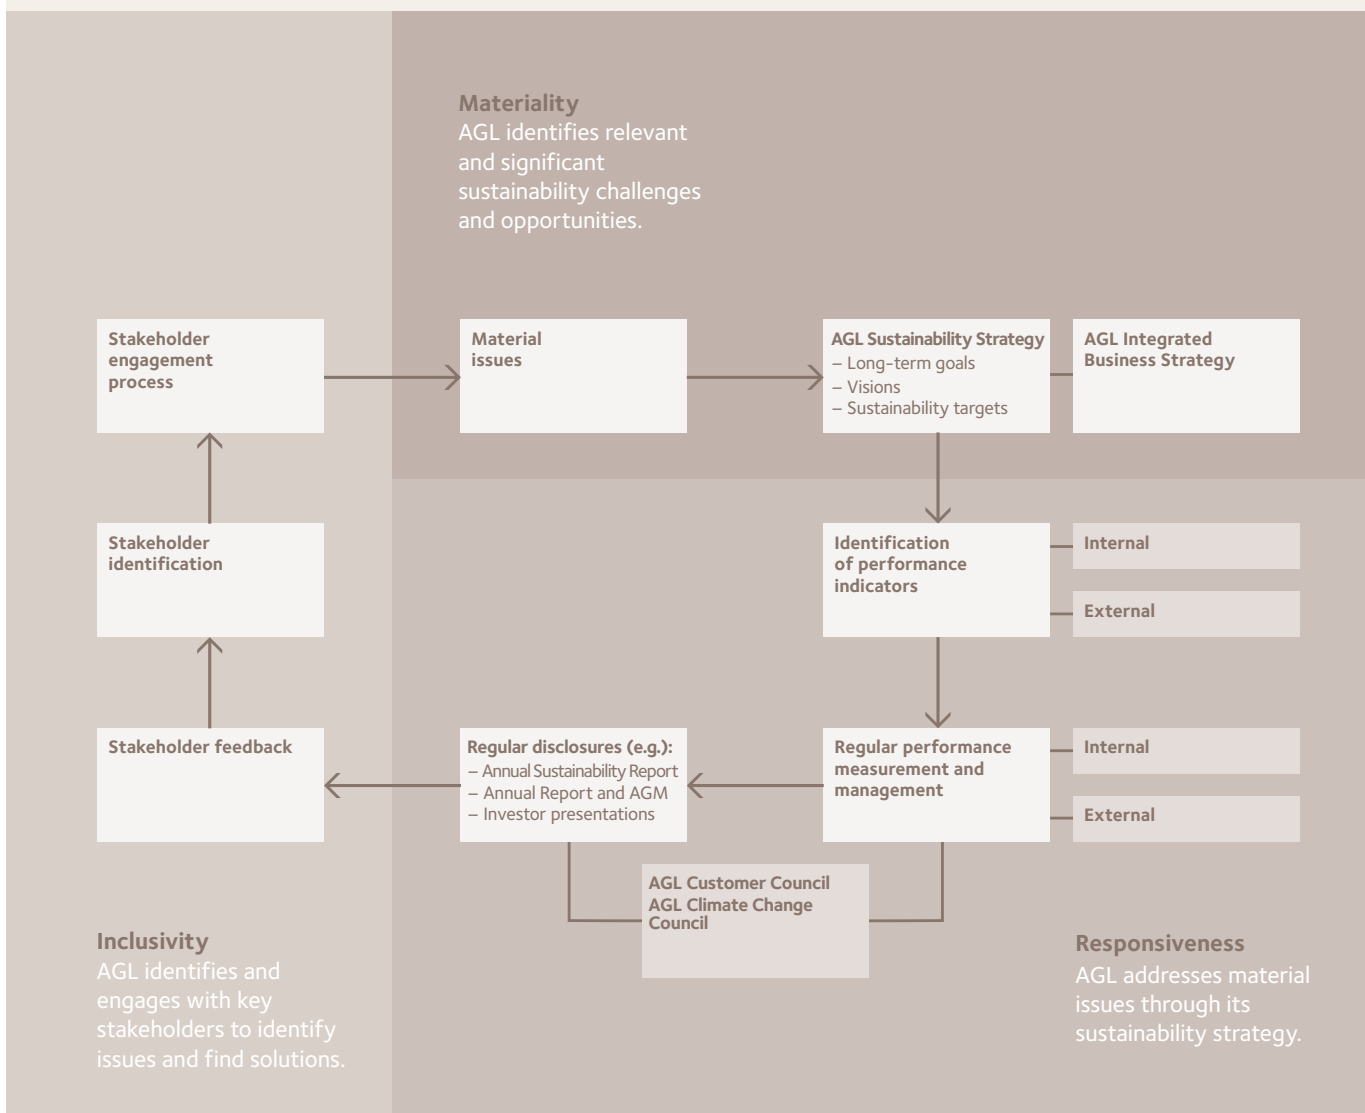 Materiality
AGL identifies relevant
and significant
sustainability challenges
and opportunities.
Stakeholder
engagement
process
Material
issues
AGL Sustainability Strategy
– Long-term goals
– Visions
– Sustainability targets
AGL Integrated
Business Strategy
Stakeholder
identification
Identification
of performance
indicators
Internal
External
Stakeholder feedback
Regular disclosures (e.g.):
– Annual Sustainability Report
– Annual Report and AGM
– Investor presentations
Regular performance
measurement and
management
Internal
External
AGL Customer Council
AGL Climate Change
Council
Inclusivity
AGL identifies and
engages with key
stakeholders to identify
issues and find solutions.
Responsiveness
AGL addresses material
issues through its
sustainability strategy.